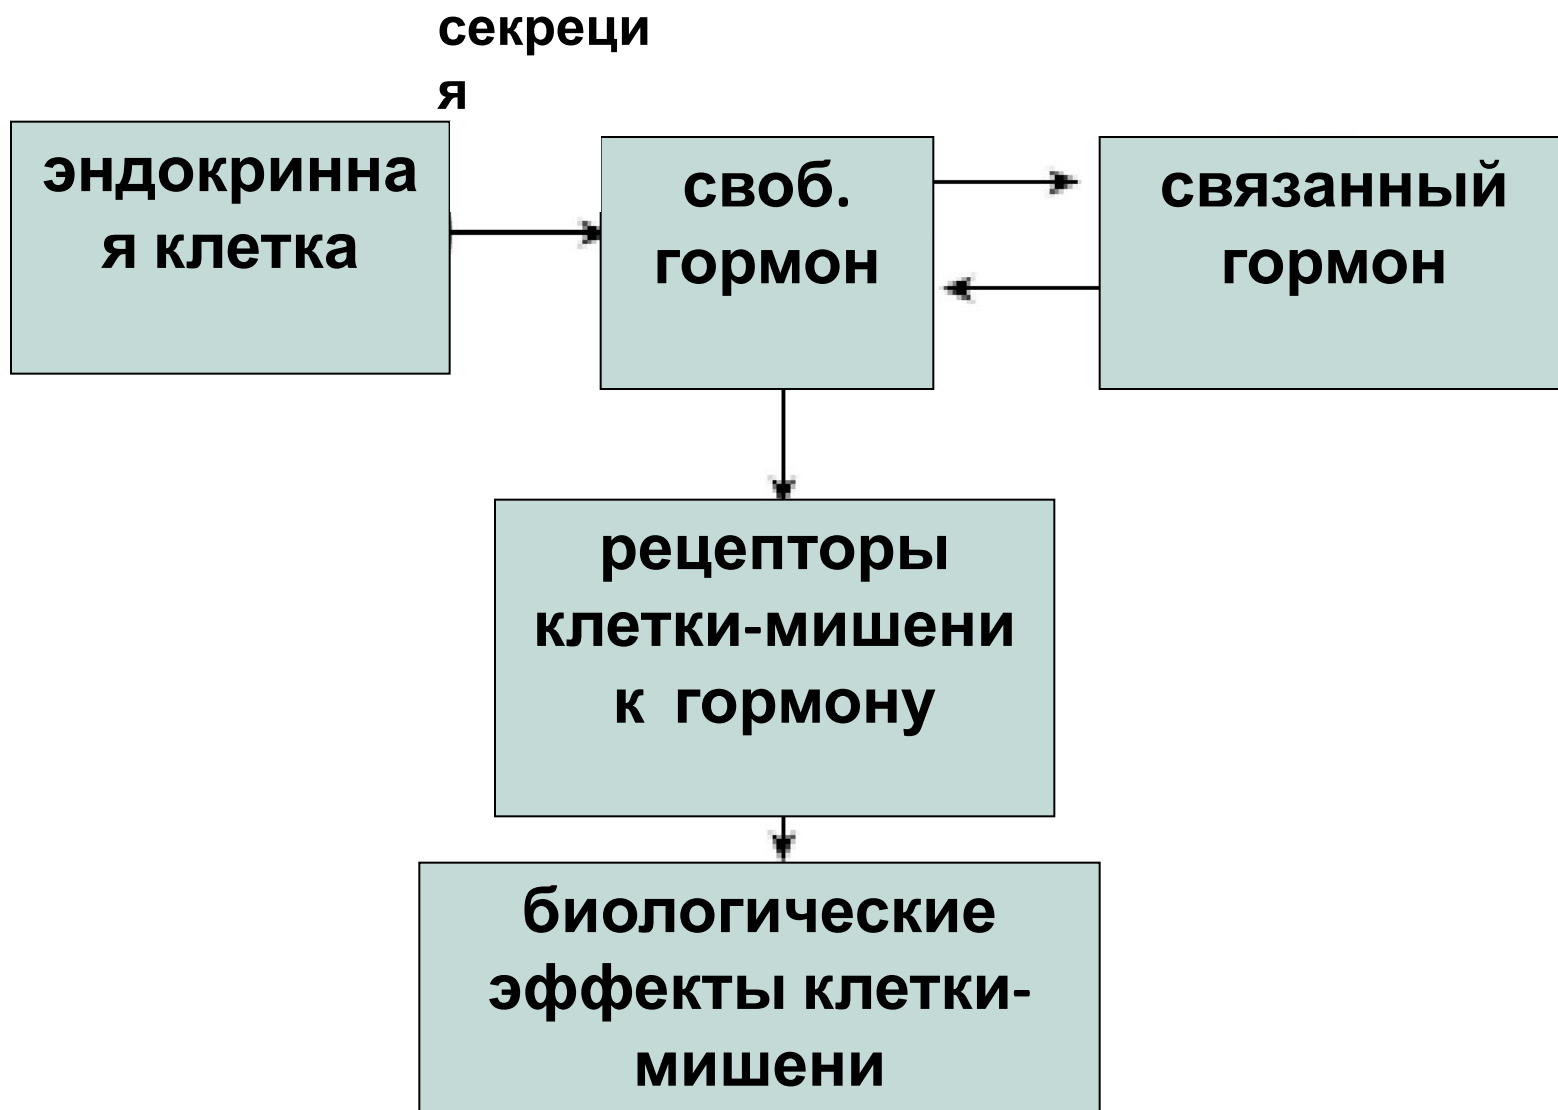 секреци
я
эндокринна
я клетка
своб.
гормон
связанный
гормон
рецепторы
клетки-мишени
к гормону
биологические
эффекты клетки-
мишени